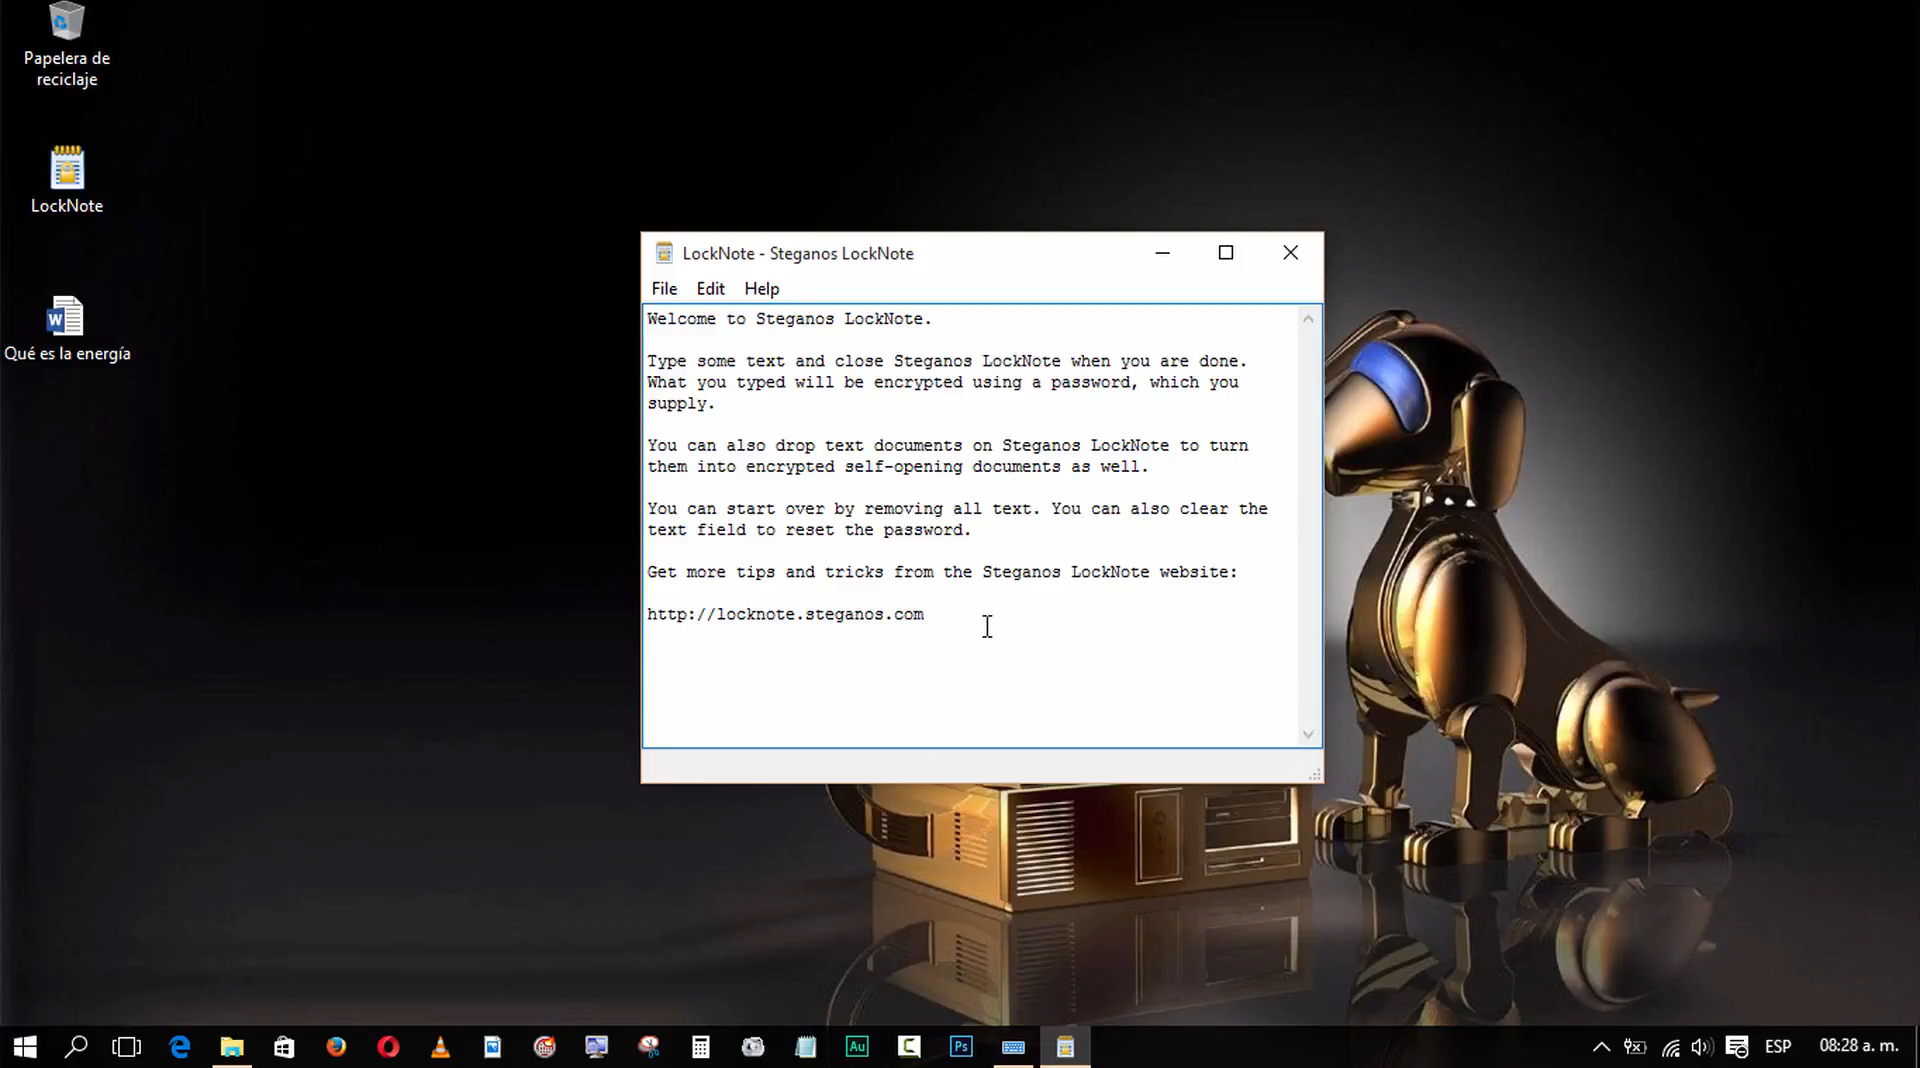 Papelera de
reciclaje
LockNote
Qué es la energía
LockNote - Steganos LockNote
File Edit Help
Welcome to Steganos LockNote.
Type some text and close Steganos LockNote when you are done.
What you typed will be encrypted using a password, which you
supply.
You can also drop text documents on Steganos LockNote to turn
them into encrypted self-opening documents as well.
You can start over by removing all text. You can also clear the
text field to reset the password.
Get more tips and tricks from the Steganos LockNote website:
http://locknote.steganos.com
Au
Ps
ESP
08:28 a. m.